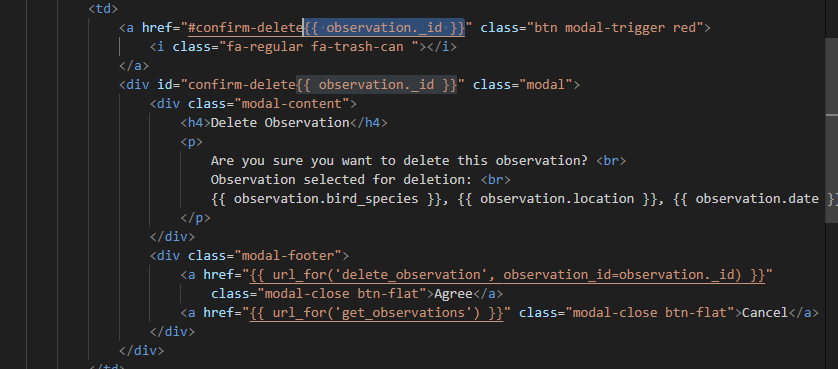 <td>
<a href="#confirm-delete{{ observation._id }}" class="btn modal-trigger red">
<i class="fa-regular fa-trash-can "></i>
</a>
<div id="confirm-delete{{ observation._id }}" class="modal">
<div class="modal-content">
<h4>Delete Observation</h4>
<p>
Are you sure you want to delete this observation? <br>
Observation selected for deletion: <br>
{{ observation.bird_species }}, {{ observation.location }}, {{ observation.date }}
</p>
</div>
<div class="modal-footer">
<a href="{{ url_for('delete_observation', observation_id=observation._id) }}"
class="modal-close btn-flat">Agree</a>
<a href="{{ url_for('get_observations') }}" class="modal-close btn-flat">Cancel</a>
</div>
</div>
</td>